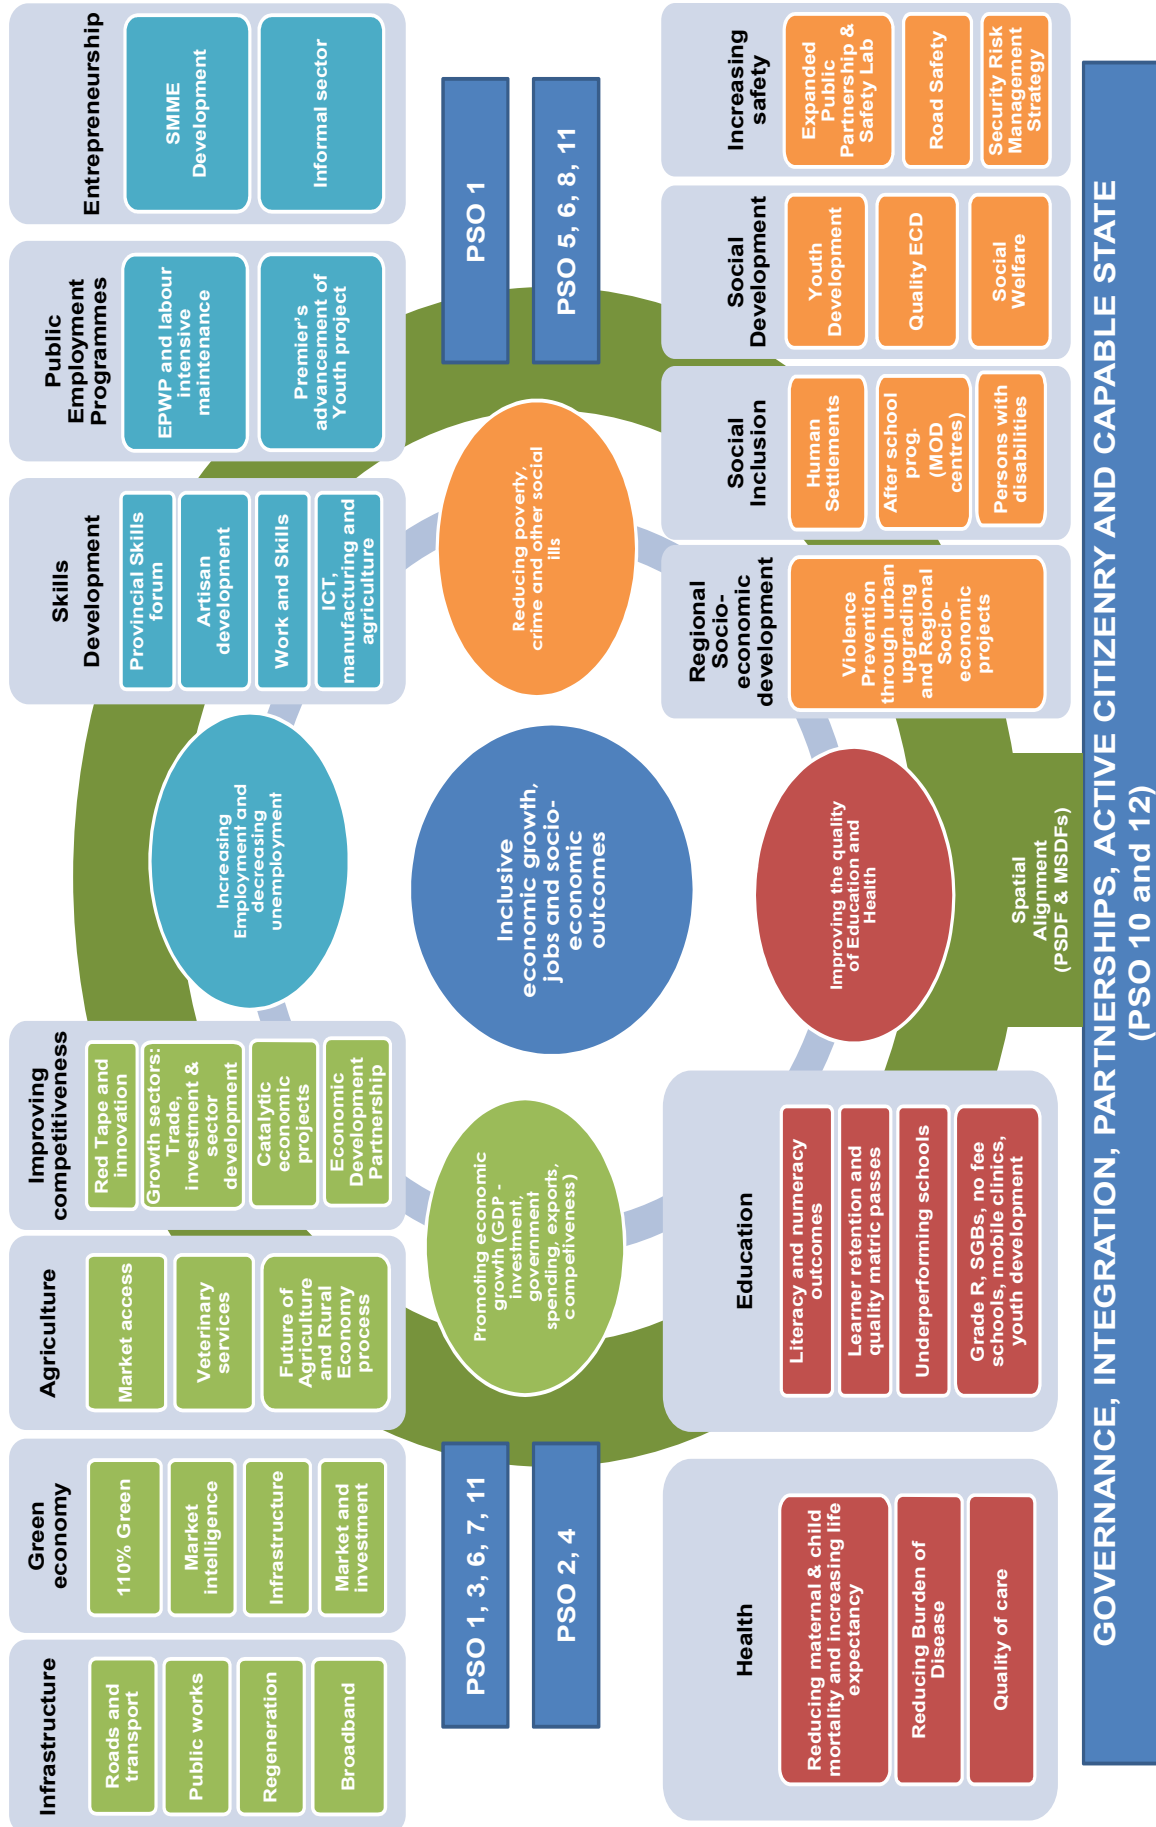 Infrastructure
Roads and
transport
Public works
Regeneration
Broadband
Green
economy
110% Green
Market
intelligence
Infrastructure
Market and
investment
Agriculture
Market access
Veterinary
services
Future of
Agriculture
and Rural
Economy
process
Improving
competitiveness
Red Tape and
innovation
Growth sectors:
Trade,
investment &
sector
development
Catalytic
economic
projects
Economic
Development
Partnership
Skills
Development
Provincial Skills
forum
Artisan
development
Work and Skills
ICT,
manufacturing and
agriculture
Public
Employment
Programmes
EPWP and labour
intensive
maintenance
Premier's
advancement of
Youth project
Entrepreneurship
SMME
Development
Informal sector
PSO 1, 3, 6, 7, 11
PSO 2, 4
Promoting economic
growth (GDP -
investment,
government
spending, exports,
competiveness)
Increasing
Employment and
decreasing
unemployment
Inclusive
economic growth,
jobs and socio-
economic
outcomes
Reducing poverty,
crime and other social
ills
Improving the quality
of Education and
Health
PSO 1
PSO 5, 6, 8, 11
Health
Reducing maternal & child
mortality and increasing life
expectancy
Reducing Burden of
Disease
Quality of care
Education
Literacy and numeracy
outcomes
Learner retention and
quality matric passes
Underperforming schools
Grade R, SGBs, no fee
schools, mobile clinics,
youth development
Regional
Socio-
economic
development
Violence
Prevention
through urban
upgrading
and Regional
Socio-
economic
projects
Social
Inclusion
Human
Settlements
After school
prog.
(MOD
centres)
Persons with
disabilities
Social
Development
Youth
Development
Quality ECD
Social
Welfare
Increasing
safety
Expanded
Public
Partnership &
Safety Lab
Road Safety
Security Risk
Management
Strategy
Spatial
Alignment
(PSDF & MSDFs)
GOVERNANCE, INTEGRATION, PARTNERSHIPS, ACTIVE CITIZENRY AND CAPABLE STATE
(PSO 10 and 12)